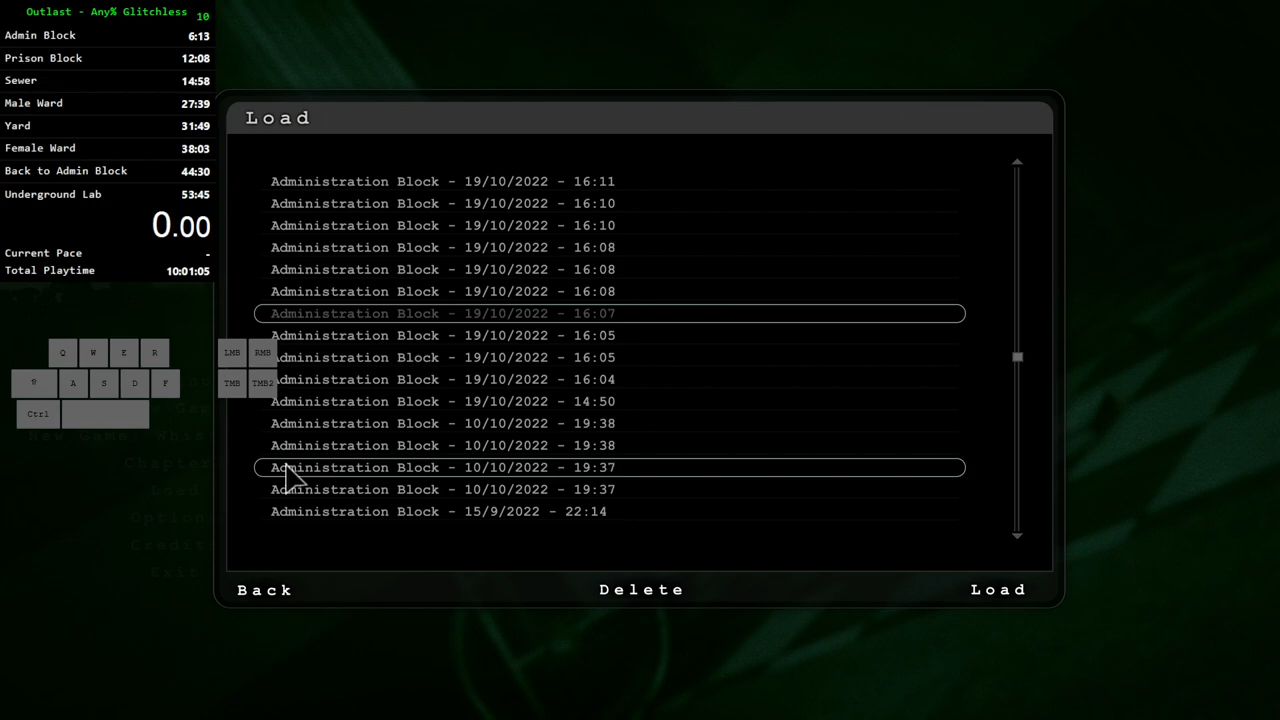 Outlast - Any% Glitchless 10
Admin Block 6:13
Prison Block 12:08
Sewer 14:58
Male Ward 27:39
Yard 31:49
Female Ward 38:03
Back to Admin Block 44:30
Underground Lab 53:45
0.00
Current Pace -
Total Playtime 10:01:05
Load
Administration Block - 19/10/2022 - 16:11
Administration Block - 19/10/2022 - 16:10
Administration Block - 19/10/2022 - 16:10
Administration Block - 19/10/2022 - 16:08
Administration Block - 19/10/2022 - 16:08
Administration Block - 19/10/2022 - 16:08
Administration Block - 19/10/2022 - 16:07
Administration Block - 19/10/2022 - 16:05
Administration Block - 19/10/2022 - 16:05
Administration Block - 19/10/2022 - 16:04
Administration Block - 19/10/2022 - 14:50
Administration Block - 10/10/2022 - 19:38
Administration Block - 10/10/2022 - 19:38
Administration Block - 10/10/2022 - 19:37
Administration Block - 10/10/2022 - 19:37
Administration Block - 15/9/2022 - 22:14
Back Delete Load
Q W E R LMB RMB
A S D F TMB TMB2
Ctrl
New Game: Whist
Chapter
Load
Option
Credit
Exit